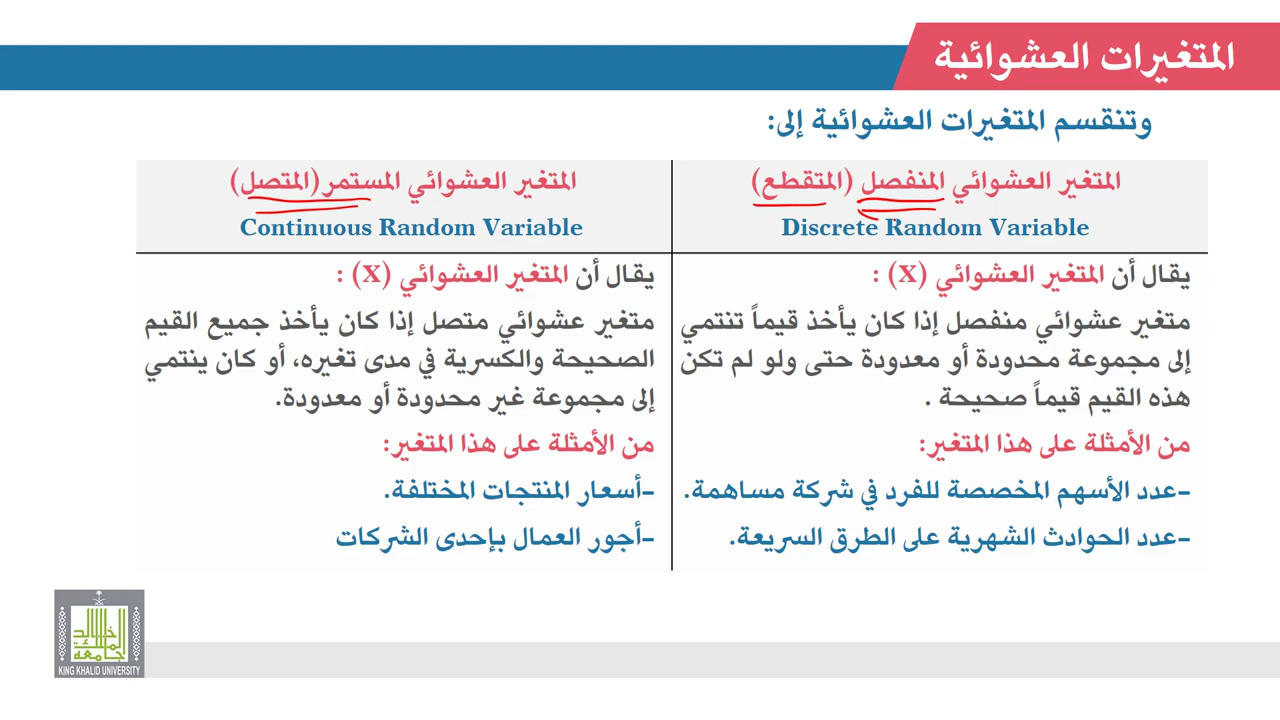 المتغيرات العشوائية
وتنقسم المتغيرات العشوائية إلى:
المتغير العشوائي المنفصل (المتقطع)
Discrete Random Variable
يقال أن المتغير العشوائي (X) :
متغير عشوائي منفصل إذا كان يأخذ قيماً تنتمي
إلى مجموعة محدودة أو معدودة حتى ولو لم تكن
هذه القيم قيماً صحيحة .
من الأمثلة على هذا المتغير:
-عدد الأسهم المخصصة للفرد في شركة مساهمة.
-عدد الحوادث الشهرية على الطرق السريعة.
المتغير العشوائي المستمر(المتصل)
Continuous Random Variable
يقال أن المتغير العشوائي (X) :
متغير عشوائي متصل إذا كان يأخذ جميع القيم
الصحيحة والكسرية في مدى تغيره، أو كان ينتمي
إلى مجموعة غير محدودة أو معدودة.
من الأمثلة على هذا المتغير:
-أسعار المنتجات المختلفة.
-أجور العمال بإحدى الشركات
جامعة الملك خالد
KING KHALID UNIVERSITY